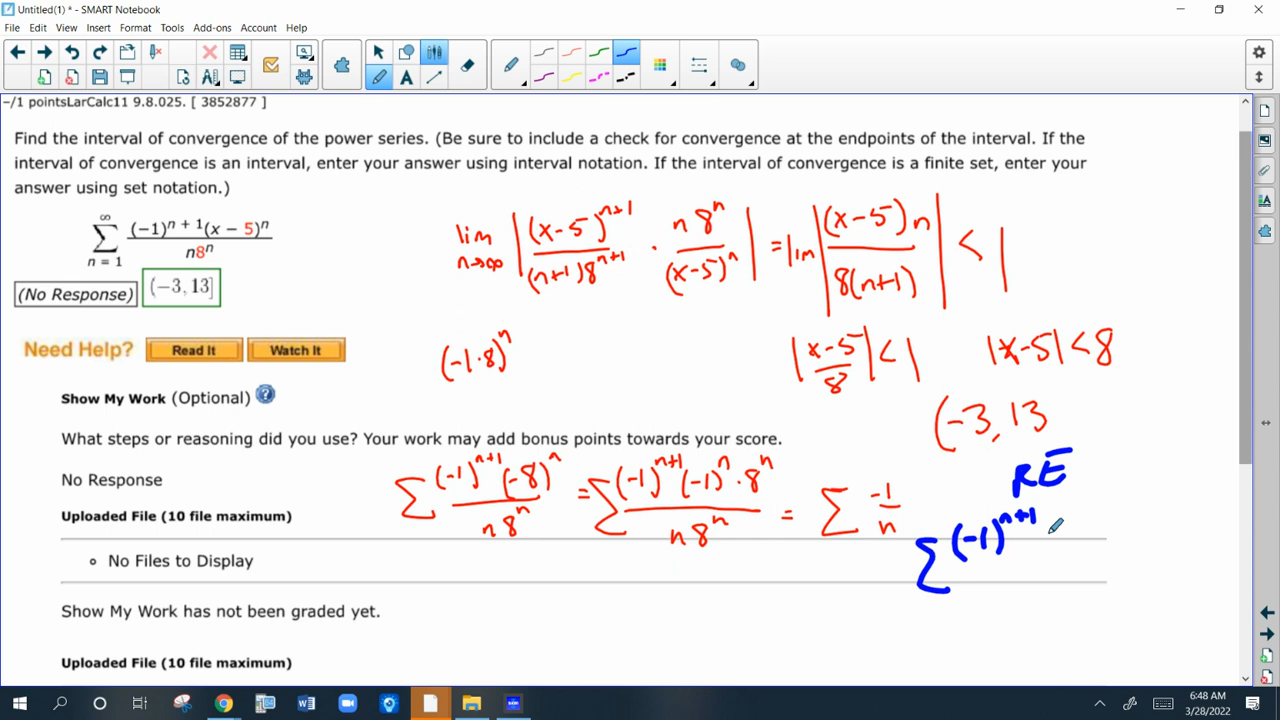 Untitled(1) * - SMART Notebook
File Edit View Insert Format Tools Add-ons Account Help
–/1 pointsLarCalc11 9.8.025. [ 3852877 ]
Find the interval of convergence of the power series. (Be sure to include a check for convergence at the endpoints of the interval. If the
interval of convergence is an interval, enter your answer using interval notation. If the interval of convergence is a finite set, enter your
answer using set notation.)
∞ ∑ n = 1 (−1)^(n + 1)(x − 5)^n / n8^n
lim n→∞ |(x-5)^(n+1) / (n+1)8^(n+1) · n8^n / (x-5)^n| = lim |(x-5)n / 8(n+1)| < 1
(No Response) (−3, 13]
Need Help? Read It Watch It
(-1·8)^n
|x-5 / 8| < 1 |x-5| < 8
Show My Work (Optional) ?
(-3, 13
What steps or reasoning did you use? Your work may add bonus points towards your score.
No Response
RE
∑ (-1)^(n+1) (-8)^n / n8^n = ∑ (-1)^(n+1) (-1)^n · 8^n / n8^n = ∑ -1/n
Uploaded File (10 file maximum)
∑ (-1)^(n+1)
No Files to Display
Show My Work has not been graded yet.
Uploaded File (10 file maximum)
6:48 AM
3/28/2022